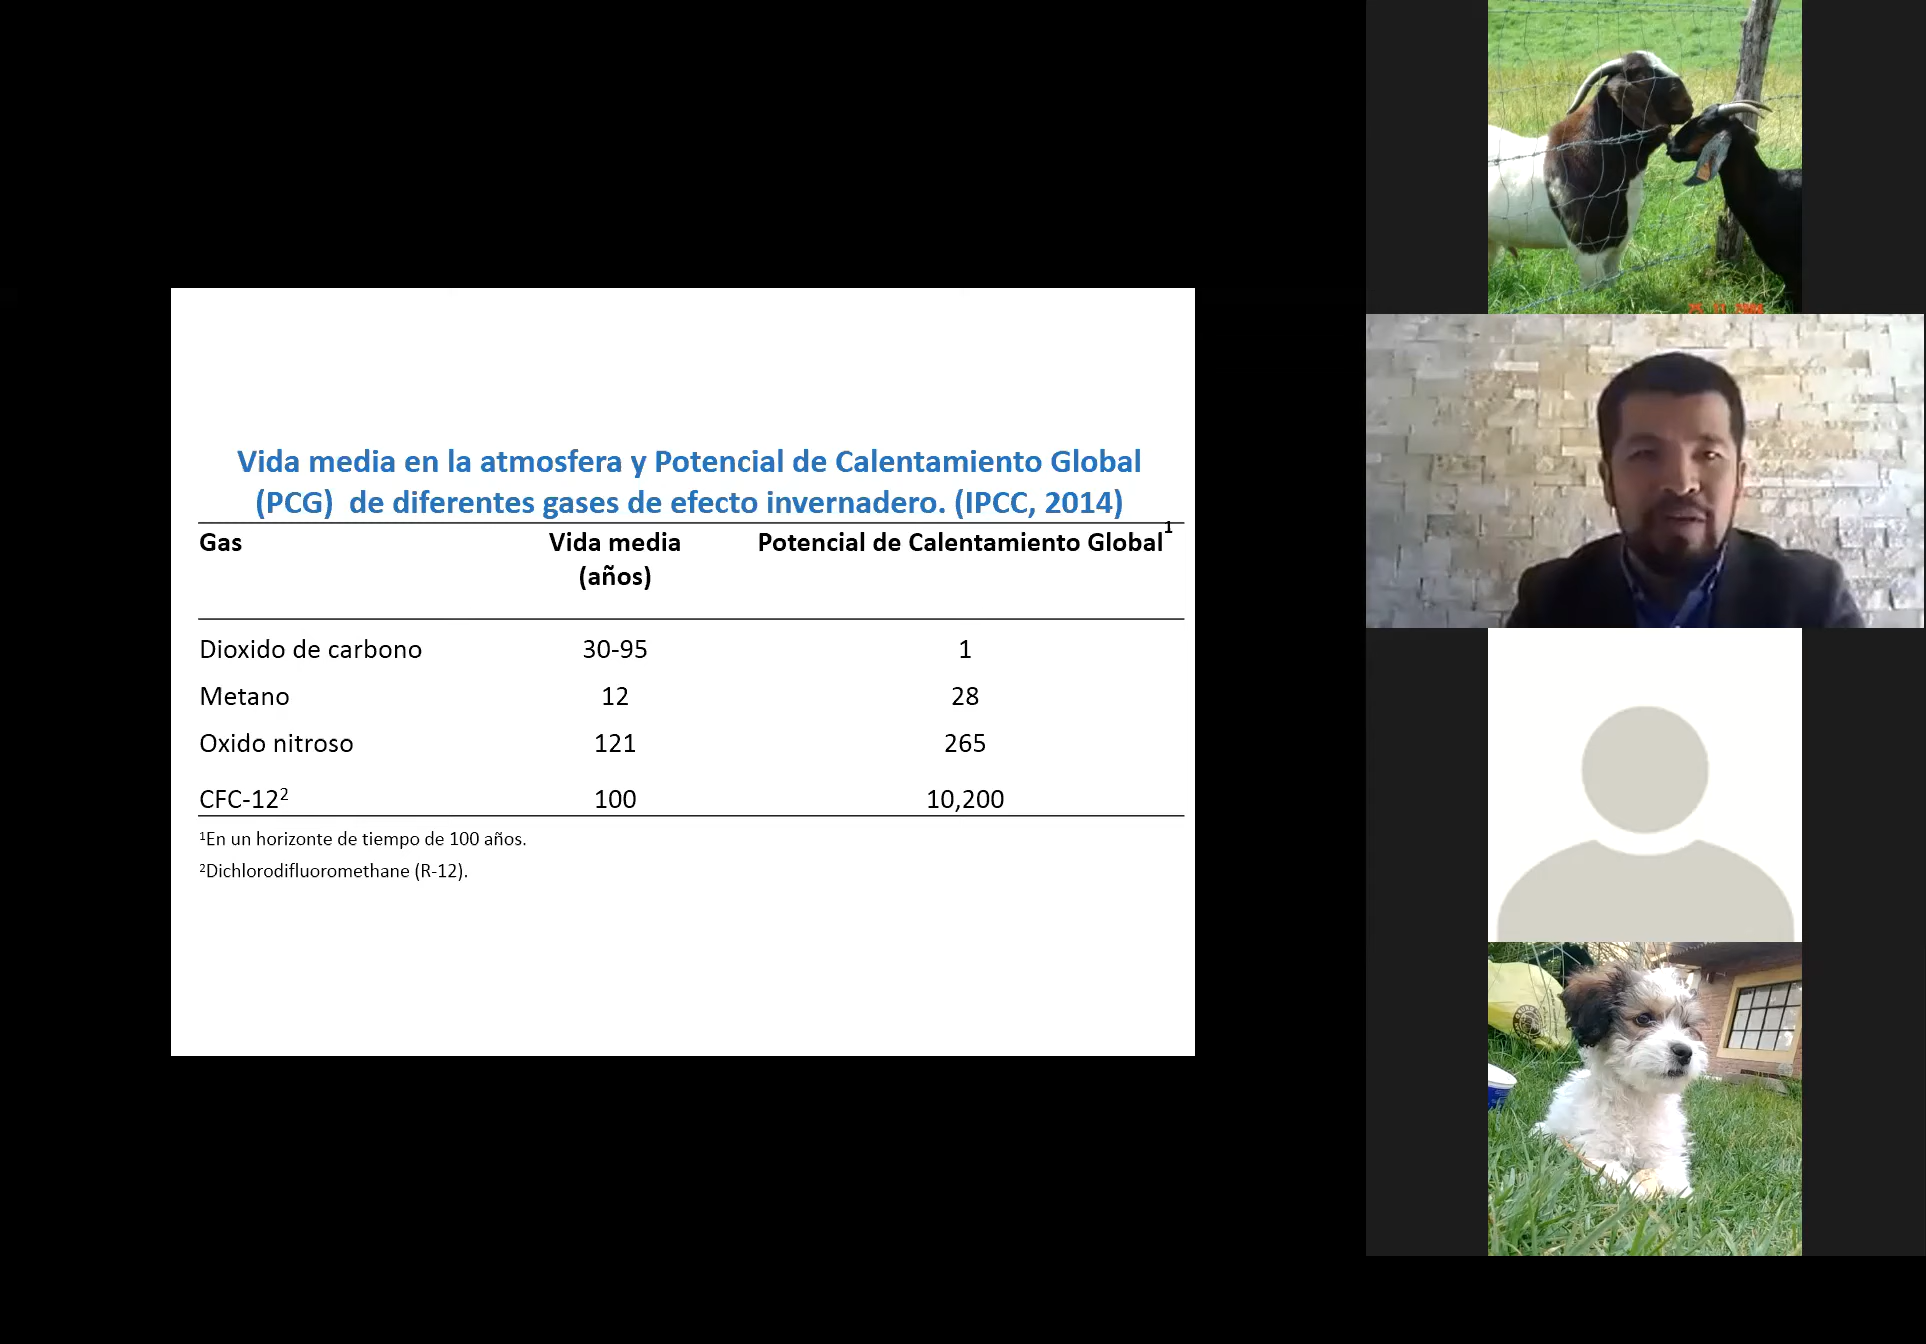 Vida media en la atmosfera y Potencial de Calentamiento Global
(PCG)  de diferentes gases de efecto invernadero. (IPCC, 2014)
Gas Vida media Potencial de Calentamiento Global¹
(años)
Dioxido de carbono 30-95 1
Metano 12 28
Oxido nitroso 121 265
CFC-12² 100 10,200
¹En un horizonte de tiempo de 100 años.
²Dichlorodifluoromethane (R-12).